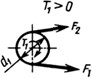 T₁ > 0
F₂
T₁
d₁
F₁